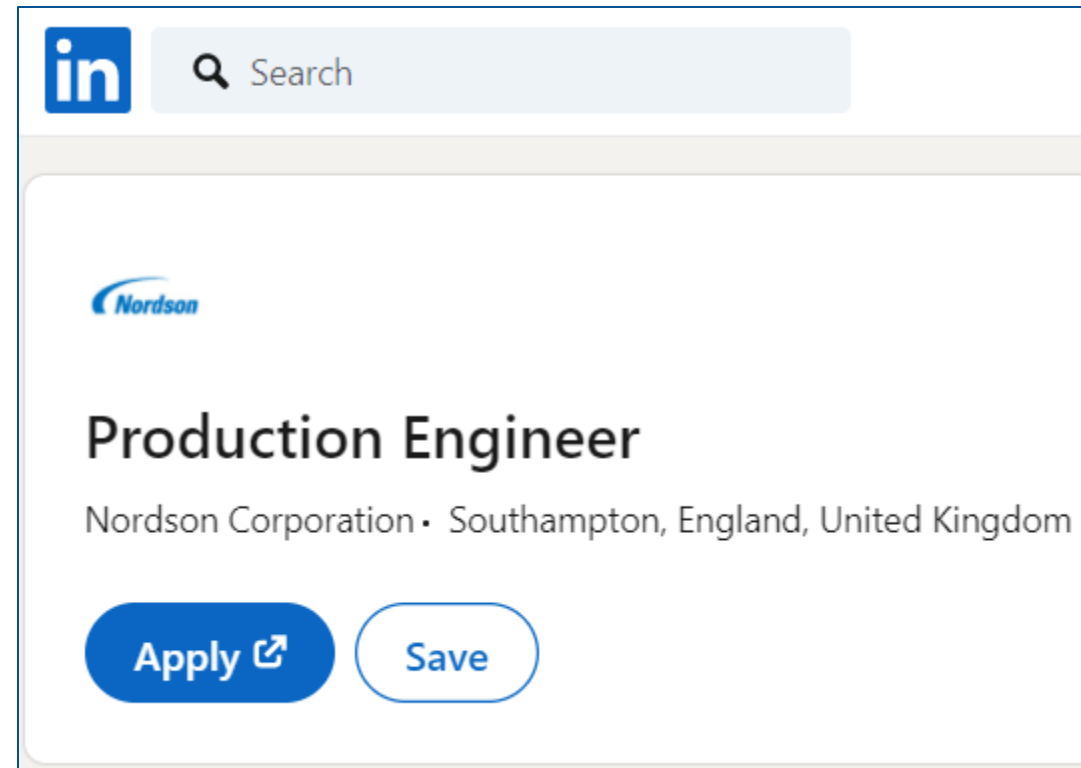 in
Search
Nordson
Production Engineer
Nordson Corporation • Southampton, England, United Kingdom
Apply
Save